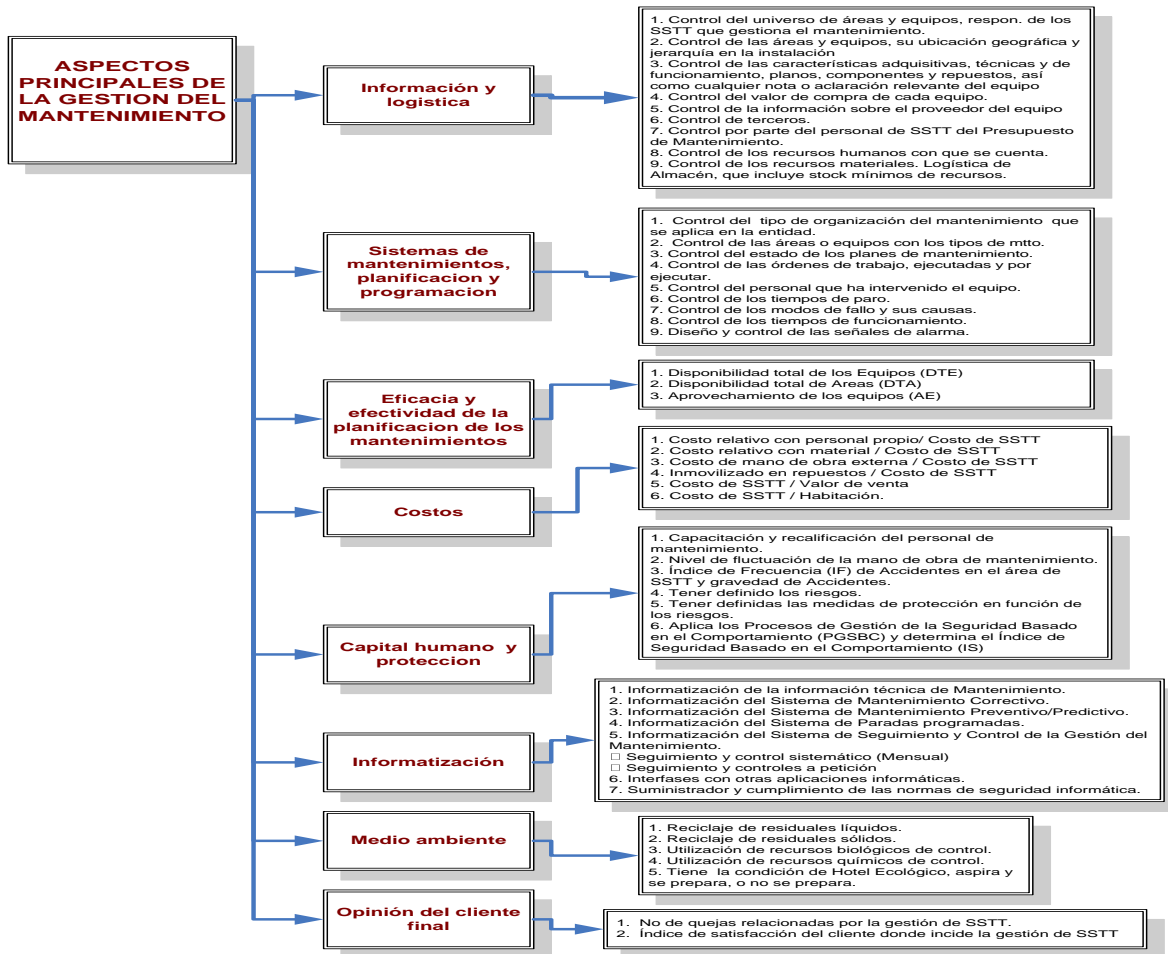 ASPECTOS
PRINCIPALES DE
LA GESTION DEL
MANTENIMIENTO
Información y
logistica
1. Control del universo de áreas y equipos, respon. de los
SSTT que gestiona el mantenimiento.
2. Control de las áreas y equipos, su ubicación geográfica y
jerarquía en la instalación
3. Control de las características adquisitivas, técnicas y de
funcionamiento, planos, componentes y repuestos, así
como cualquier nota o aclaración relevante del equipo
4. Control del valor de compra de cada equipo.
5. Control de la información sobre el proveedor del equipo
6. Control de terceros.
7. Control por parte del personal de SSTT del Presupuesto
de Mantenimiento.
8. Control de los recursos humanos con que se cuenta.
9. Control de los recursos materiales. Logística de
Almacén, que incluye stock mínimos de recursos.
Sistemas de
mantenimientos,
planificacion y
programacion
1. Control del tipo de organización del mantenimiento que
se aplica en la entidad.
2. Control de las áreas o equipos con los tipos de mtto.
3. Control del estado de los planes de mantenimiento.
4. Control de las órdenes de trabajo, ejecutadas y por
ejecutar.
5. Control del personal que ha intervenido el equipo.
6. Control de los tiempos de paro.
7. Control de los modos de fallo y sus causas.
8. Control de los tiempos de funcionamiento.
9. Diseño y control de las señales de alarma.
Eficacia y
efectividad de la
planificacion de los
mantenimientos
1. Disponibilidad total de los Equipos (DTE)
2. Disponibilidad total de Areas (DTA)
3. Aprovechamiento de los equipos (AE)
Costos
1. Costo relativo con personal propio/ Costo de SSTT
2. Costo relativo con material / Costo de SSTT
3. Costo de mano de obra externa / Costo de SSTT
4. Inmovilizado en repuestos / Costo de SSTT
5. Costo de SSTT / Valor de venta
6. Costo de SSTT / Habitación.
Capital humano y
proteccion
1. Capacitación y recalificación del personal de
mantenimiento.
2. Nivel de fluctuación de la mano de obra de mantenimiento.
3. Índice de Frecuencia (IF) de Accidentes en el área de
SSTT y gravedad de Accidentes.
4. Tener definido los riesgos.
5. Tener definidas las medidas de protección en función de
los riesgos.
6. Aplica los Procesos de Gestión de la Seguridad Basado
en el Comportamiento (PGSBC) y determina el Índice de
Seguridad Basado en el Comportamiento (IS)
Informatización
1. Informatización de la información técnica de Mantenimiento.
2. Informatización del Sistema de Mantenimiento Correctivo.
3. Informatización del Sistema de Mantenimiento Preventivo/Predictivo.
4. Informatización del Sistema de Paradas programadas.
5. Informatización del Sistema de Seguimiento y Control de la Gestión del
Mantenimiento.
□ Seguimiento y control sistemático (Mensual)
□ Seguimiento y controles a petición
6. Interfases con otras aplicaciones informáticas.
7. Suministrador y cumplimiento de las normas de seguridad informática.
Medio ambiente
1. Reciclaje de residuales líquidos.
2. Reciclaje de residuales sólidos.
3. Utilización de recursos biológicos de control.
4. Utilización de recursos químicos de control.
5. Tiene la condición de Hotel Ecológico, aspira y
se prepara, o no se prepara.
Opinión del cliente
final
1. No de quejas relacionadas por la gestión de SSTT.
2. Índice de satisfacción del cliente donde incide la gestión de SSTT